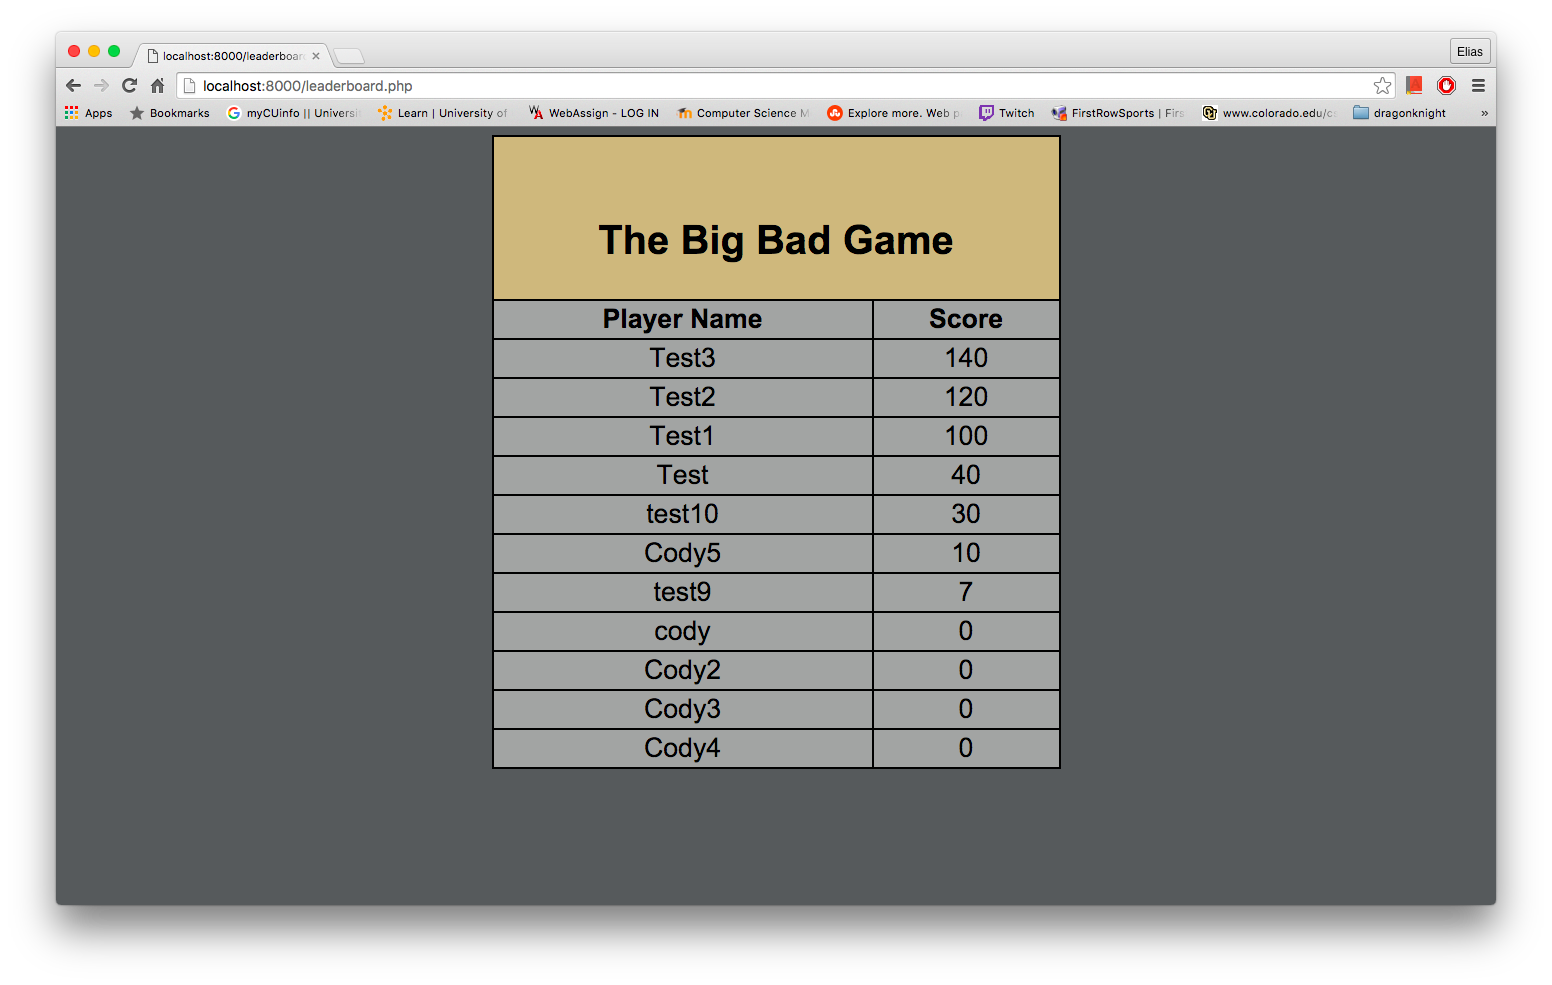 localhost:8000/leaderboar
Elias
localhost:8000/leaderboard.php
Apps Bookmarks myCUinfo || Universi Learn | University of WebAssign - LOG IN Computer Science M Explore more. Web p Twitch FirstRowSports | Firs www.colorado.edu/c dragonknight »
The Big Bad Game
Player Name Score
Test3 140
Test2 120
Test1 100
Test 40
test10 30
Cody5 10
test9 7
cody 0
Cody2 0
Cody3 0
Cody4 0